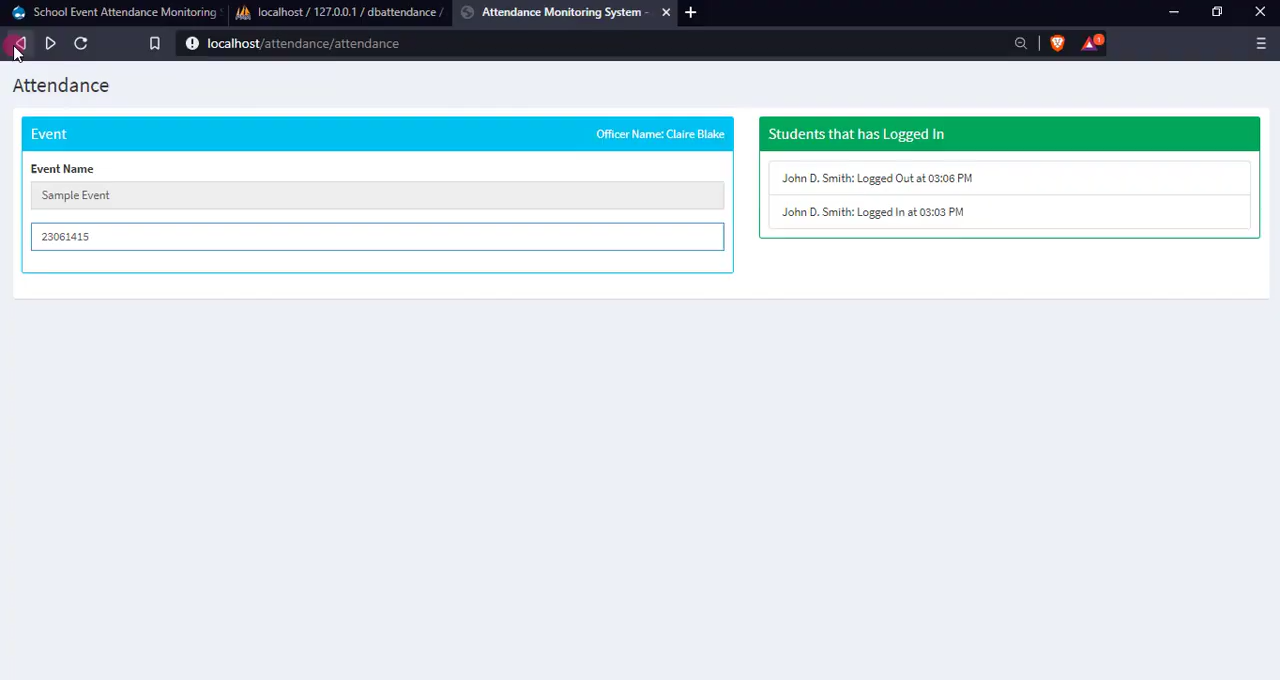 School Event Attendance Monitoring
localhost / 127.0.0.1 / dbattendance /
Attendance Monitoring System -
localhost/attendance/attendance
1
Attendance
Event
Officer Name: Claire Blake
Event Name
Sample Event
23061415
Students that has Logged In
John D. Smith: Logged Out at 03:06 PM
John D. Smith: Logged In at 03:03 PM